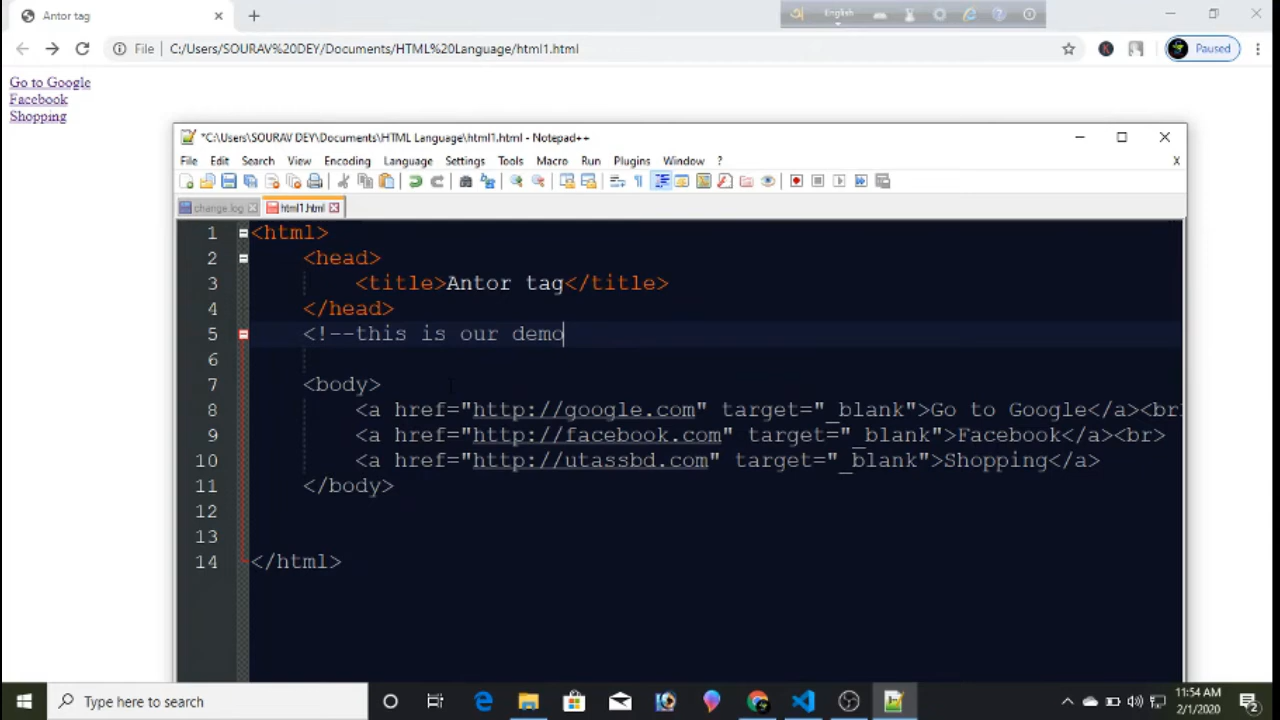 Antor tag
English
File C:/Users/SOURAV%20DEY/Documents/HTML%20Language/html1.html
Paused
Go to Google
Facebook
Shopping
*C:\Users\SOURAV DEY\Documents\HTML Language\html1.html - Notepad++
File Edit Search View Encoding Language Settings Tools Macro Run Plugins Window ? X
change.log html1.html
1 <html>
2 <head>
3 <title>Antor tag</title>
4 </head>
5 <!--this is our demo
6
7 <body>
8 <a href="http://google.com" target="_blank">Go to Google</a><br
9 <a href="http://facebook.com" target="_blank">Facebook</a><br>
10 <a href="http://utassbd.com" target="_blank">Shopping</a>
11 </body>
12
13
14 </html>
Type here to search
11:54 AM
2/1/2020
2